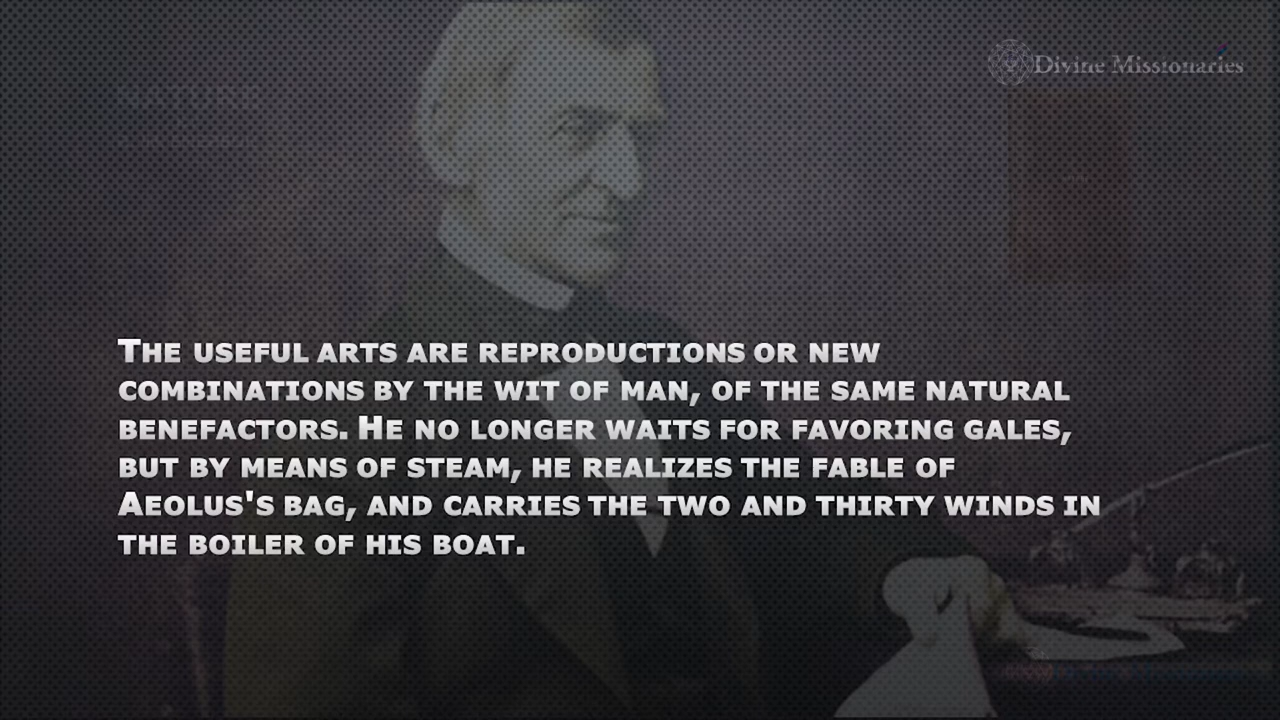 Divine Missionaries
The useful arts are reproductions or new
combinations by the wit of man, of the same natural
benefactors. He no longer waits for favoring gales,
but by means of steam, he realizes the fable of
Aeolus's bag, and carries the two and thirty winds in
the boiler of his boat.